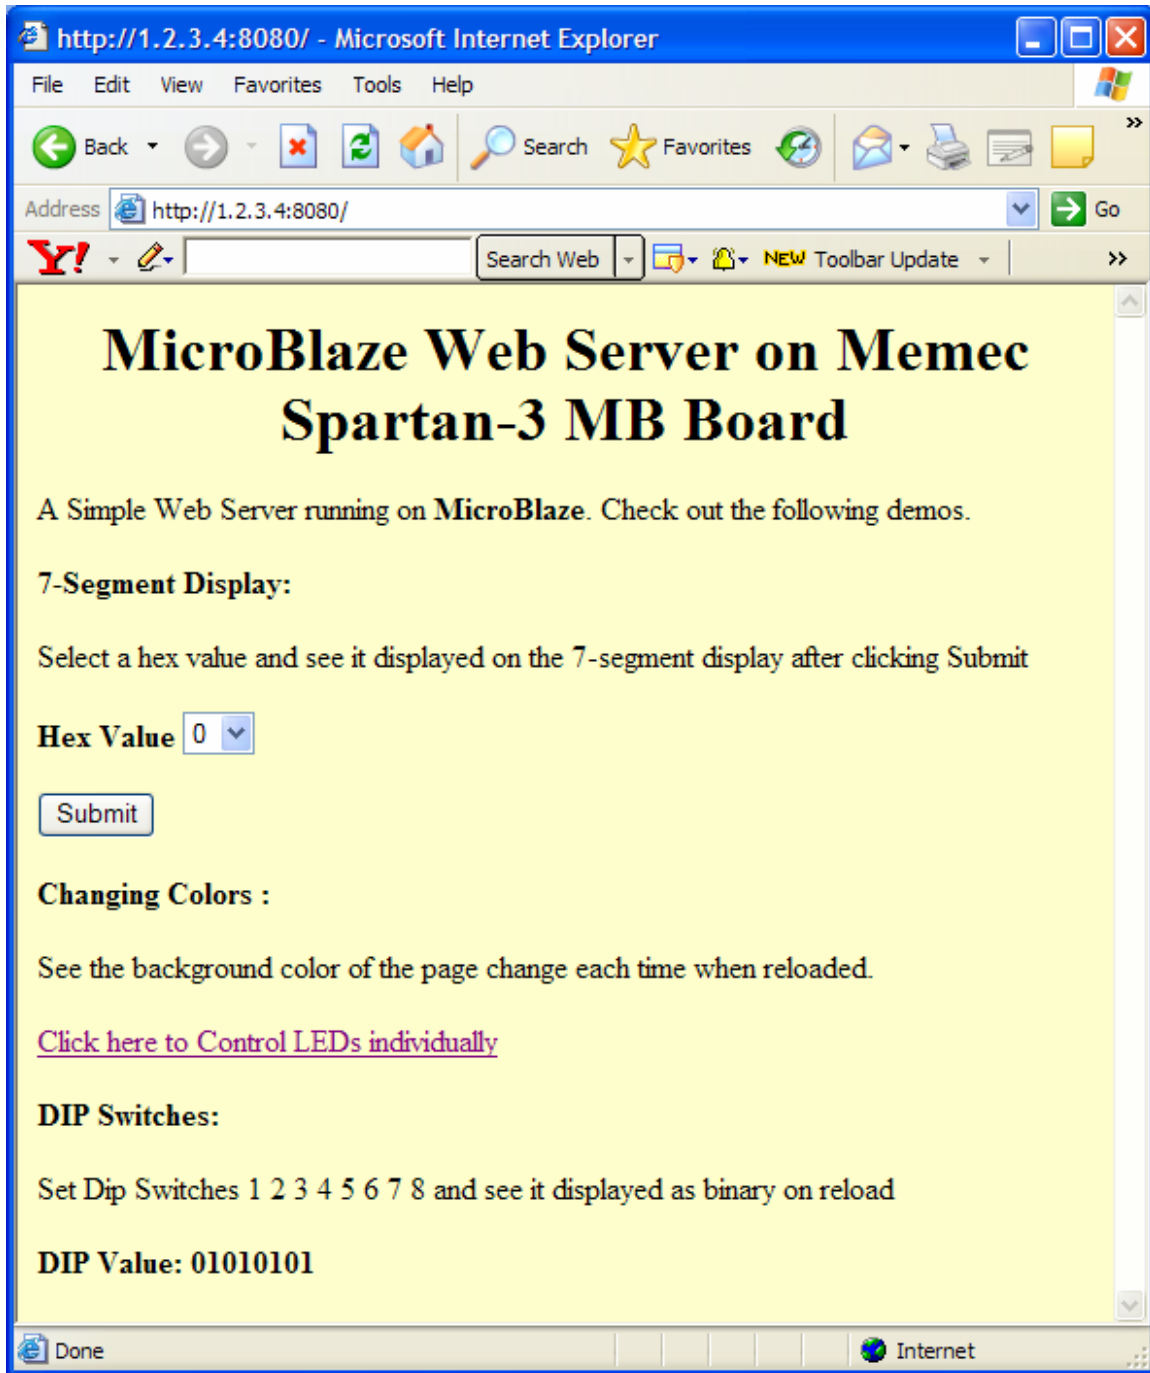 http://1.2.3.4:8080/ - Microsoft Internet Explorer
File Edit View Favorites Tools Help
Back Search Favorites »
Address http://1.2.3.4:8080/ Go
Y! Search Web NEW Toolbar Update »
MicroBlaze Web Server on Memec
Spartan-3 MB Board
A Simple Web Server running on MicroBlaze. Check out the following demos.
7-Segment Display:
Select a hex value and see it displayed on the 7-segment display after clicking Submit
Hex Value 0
Submit
Changing Colors :
See the background color of the page change each time when reloaded.
Click here to Control LEDs individually
DIP Switches:
Set Dip Switches 1 2 3 4 5 6 7 8 and see it displayed as binary on reload
DIP Value: 01010101
Done Internet